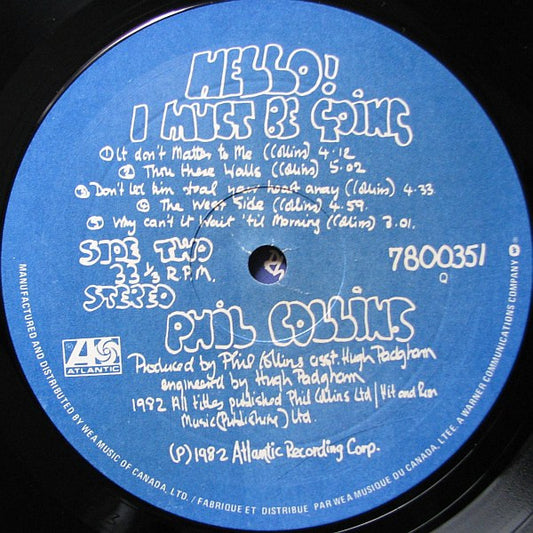 HELLO!
I MUST BE GOING
① It don't Matter to Me (Collins) 4.12
② Thru these Walls (Collins) 5.02
③ Don't let him steal your heart away (Collins) 4.33
④ The West Side (Collins) 4.59.
⑤ Why can't it Wait 'til Morning (Collins) 3.01.
SIDE TWO
33 1/3 R.P.M.
STEREO
7800351
Q
PHIL COLLINS
ATLANTIC
Produced by Phil Collins asst. Hugh Padgham
engineered by Hugh Padgham
1982 All titles published Phil Collins Ltd / Hit and Run
Music (Publishing) Ltd.
(P) 1982 Atlantic Recording Corp.
MANUFACTURED AND DISTRIBUTED BY WEA MUSIC OF CANADA, LTD. / FABRIQUE ET DISTRIBUE PAR WEA MUSIQUE DU CANADA, LTEE. A WARNER COMMUNICATIONS COMPANY